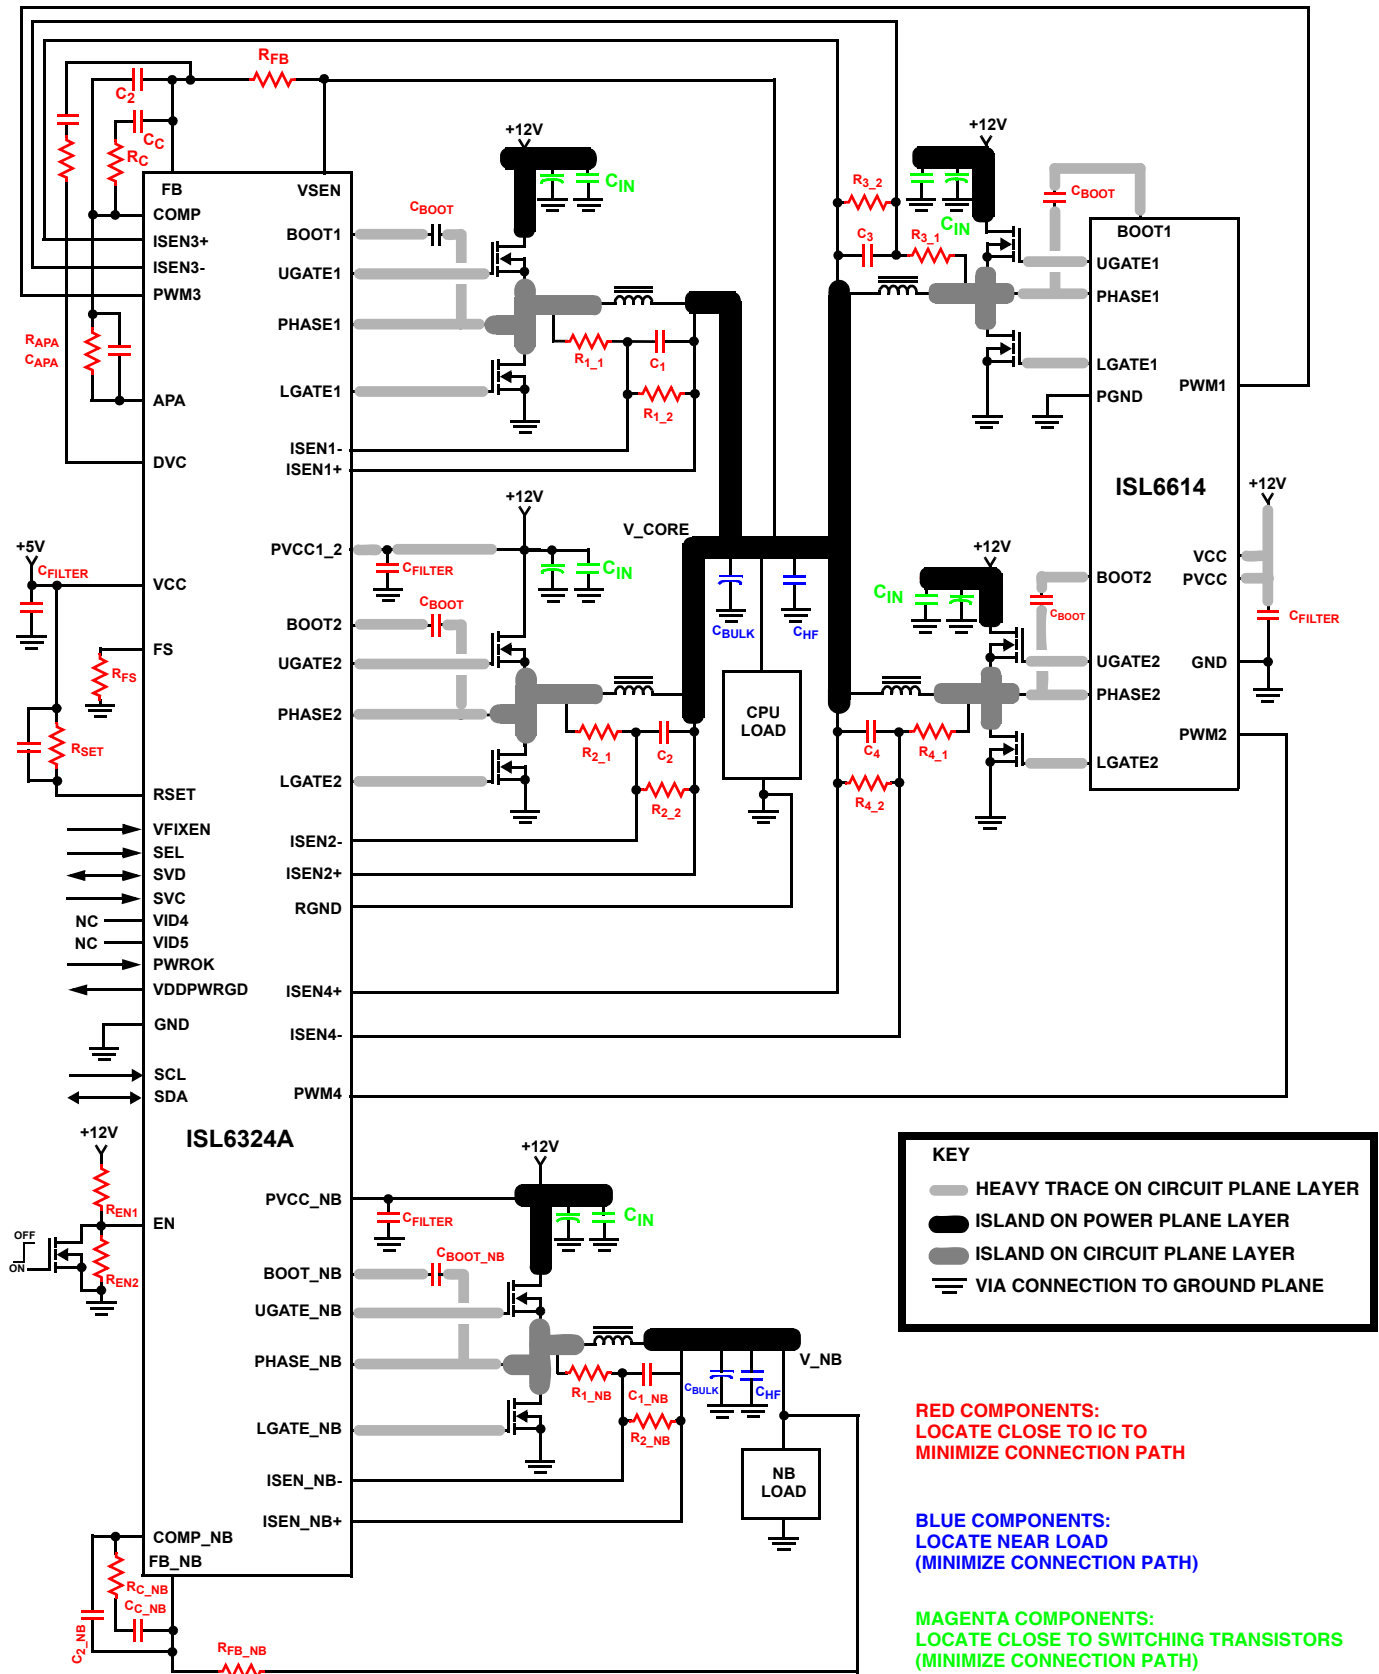 RFB
C2
CC
RC
FB
VSEN
COMP
ISEN3+
ISEN3-
PWM3
RAPA
CAPA
APA
DVC
+5V
CFILTER
VCC
FS
RFS
RSET
RSET
VFIXEN
SEL
SVD
SVC
NC
VID4
NC
VID5
PWROK
VDDPWRGD
GND
SCL
SDA
+12V
ISL6324A
REN1
EN
OFF
ON
REN2
COMP_NB
FB_NB
RC_NB
CC_NB
C2_NB
RFB_NB
+12V
CIN
CBOOT
BOOT1
UGATE1
PHASE1
R1_1
C1
LGATE1
R1_2
ISEN1-
ISEN1+
+12V
PVCC1_2
CFILTER
CIN
CBOOT
BOOT2
UGATE2
PHASE2
R2_1
C2
LGATE2
R2_2
ISEN2-
ISEN2+
RGND
ISEN4+
ISEN4-
PWM4
+12V
PVCC_NB
CFILTER
CIN
CBOOT_NB
BOOT_NB
UGATE_NB
PHASE_NB
R1_NB
C1_NB
LGATE_NB
R2_NB
ISEN_NB-
ISEN_NB+
V_NB
CBULK
CHF
NB
LOAD
V_CORE
CBULK
CHF
CPU
LOAD
+12V
R3_2
CIN
C3
R3_1
CBOOT
BOOT1
UGATE1
PHASE1
LGATE1
PWM1
PGND
ISL6614
+12V
+12V
VCC
PVCC
CIN
BOOT2
CBOOT
CFILTER
UGATE2
GND
PHASE2
C4
R4_1
PWM2
LGATE2
R4_2
KEY
HEAVY TRACE ON CIRCUIT PLANE LAYER
ISLAND ON POWER PLANE LAYER
ISLAND ON CIRCUIT PLANE LAYER
VIA CONNECTION TO GROUND PLANE
RED COMPONENTS:
LOCATE CLOSE TO IC TO
MINIMIZE CONNECTION PATH
BLUE COMPONENTS:
LOCATE NEAR LOAD
(MINIMIZE CONNECTION PATH)
MAGENTA COMPONENTS:
LOCATE CLOSE TO SWITCHING TRANSISTORS
(MINIMIZE CONNECTION PATH)